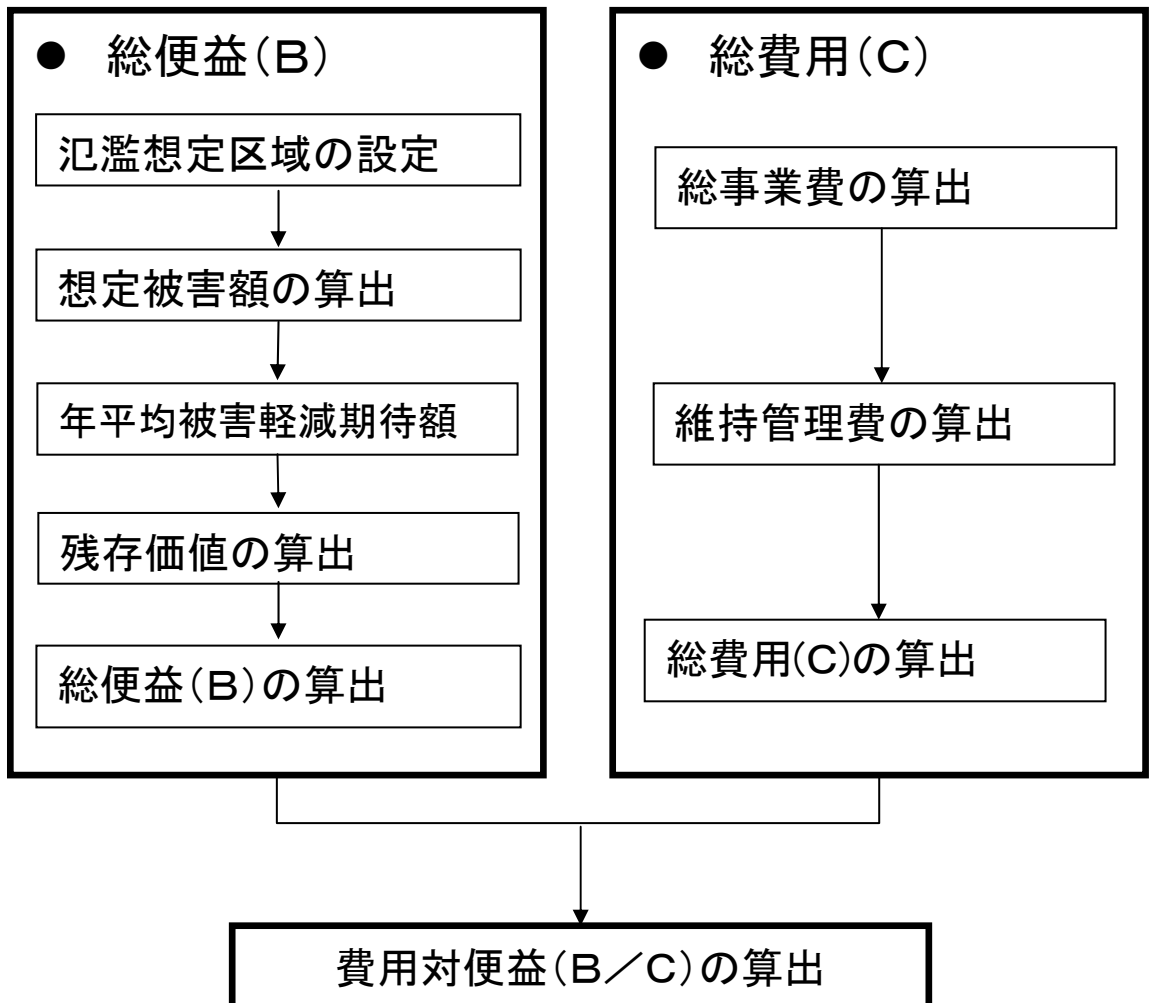 ● 総便益(B)
氾濫想定区域の設定
想定被害額の算出
年平均被害軽減期待額
残存価値の算出
総便益(B)の算出
● 総費用(C)
総事業費の算出
維持管理費の算出
総費用(C)の算出
費用対便益(B/C)の算出